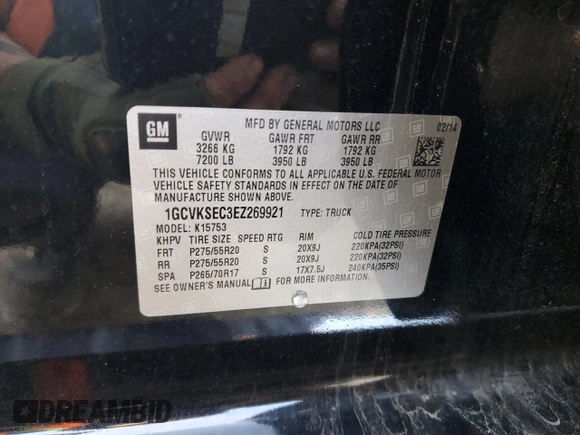 GM
MFD BY GENERAL MOTORS LLC
02/14
GVWR GAWR FRT GAWR RR
3266 KG 1792 KG 1792 KG
7200 LB 3950 LB 3950 LB
THIS VEHICLE CONFORMS TO ALL APPLICABLE U.S. FEDERAL MOTOR
VEHICLE SAFETY STANDARDS IN EFFECT ON THE DATE OF
MANUFACTURE SHOWN ABOVE.
1GCVKSEC3EZ269921 TYPE: TRUCK
MODEL: K15753
KHPV TIRE SIZE SPEED RTG RIM COLD TIRE PRESSURE
FRT P275/55R20 S 20X9J 220KPA(32PSI)
RR P275/55R20 S 20X9J 220KPA(32PSI)
SPA P265/70R17 S 17X7.5J 240KPA(35PSI)
SEE OWNER'S MANUAL FOR MORE INFORMATION.
DREAMBID